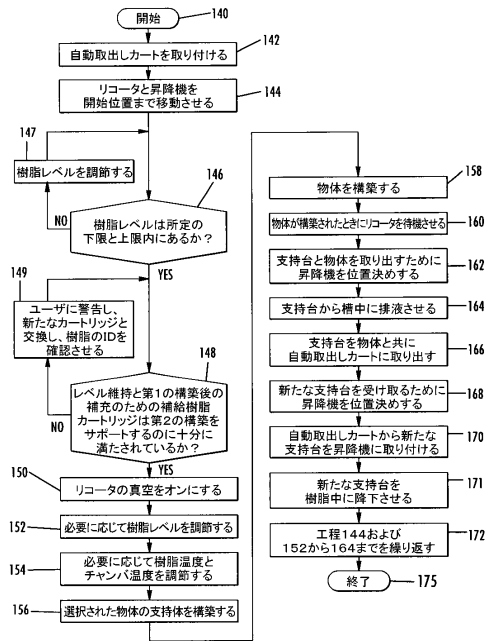 開始
140
自動取出しカートを取り付ける
142
リコータと昇降機を
開始位置まで移動させる
144
147
樹脂レベルを調節する
146
NO
樹脂レベルは所定の
下限と上限内にあるか？
YES
149
ユーザに警告し、
新たなカートリッジと
交換し、樹脂のIDを
確認させる
148
NO
レベル維持と第1の構築後の
補充のための補給樹脂
カートリッジは第2の構築を
サポートするのに十分に
満たされているか？
YES
150
リコータの真空をオンにする
152
必要に応じて樹脂レベルを調節する
154
必要に応じて樹脂温度と
チャンバ温度を調節する
156
選択された物体の支持体を構築する
物体を構築する
158
物体が構築されたときにリコータを待機させる
160
支持台と物体を取り出すために
昇降機を位置決めする
162
支持台から槽中に排液させる
164
支持台を物体と共に
自動取出しカートに取り出す
166
新たな支持台を受け取るために
昇降機を位置決めする
168
自動取出しカートから新たな
支持台を昇降機に取り付ける
170
新たな支持台を
樹脂中に降下させる
171
工程144および
152から164までを繰り返す
172
終了
175